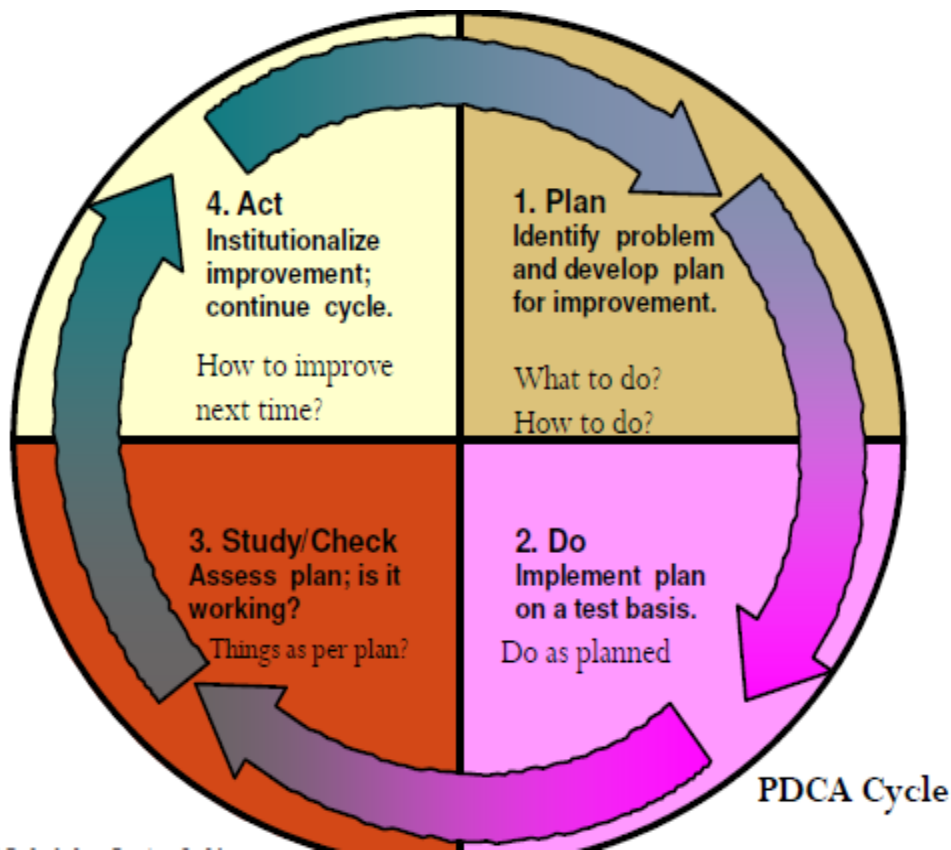 4. Act
Institutionalize
improvement;
continue cycle.
How to improve
next time?
1. Plan
Identify problem
and develop plan
for improvement.
What to do?
How to do?
3. Study/Check
Assess plan; is it
working?
Things as per plan?
2. Do
Implement plan
on a test basis.
Do as planned
PDCA Cycle